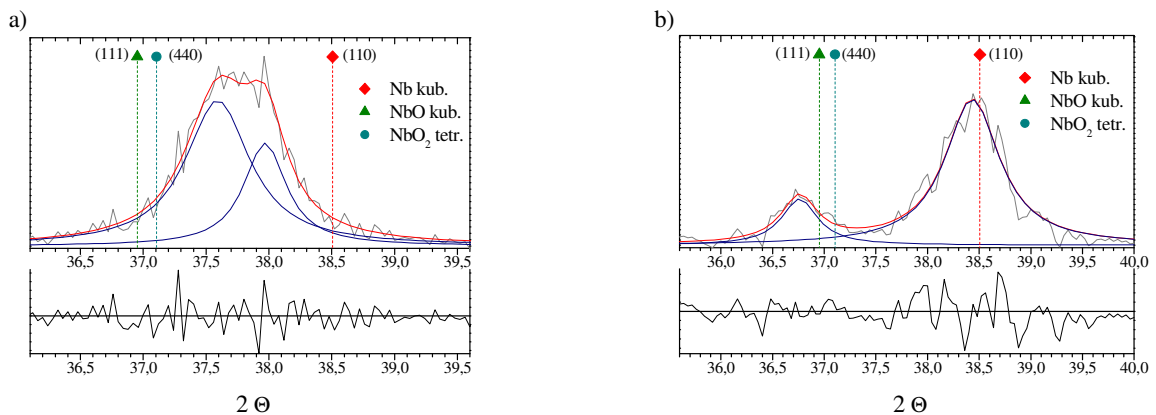 a)
(111) (440) (110)
Nb kub.
NbO kub.
NbO₂ tetr.
36,5 37,0 37,5 38,0 38,5 39,0 39,5
36,5 37,0 37,5 38,0 38,5 39,0 39,5
2 Θ
b)
(111) (440) (110)
Nb kub.
NbO kub.
NbO₂ tetr.
36,0 36,5 37,0 37,5 38,0 38,5 39,0 39,5 40,0
36,0 36,5 37,0 37,5 38,0 38,5 39,0 39,5 40,0
2 Θ